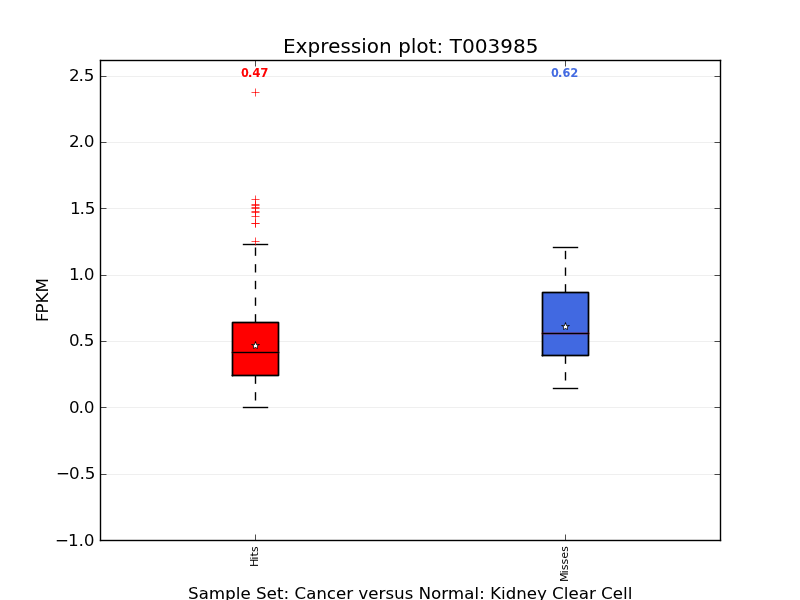 Expression plot: T003985
0.47
0.62
2.5
2.0
1.5
1.0
0.5
0.0
−0.5
−1.0
FPKM
Hits
Misses
Sample Set: Cancer versus Normal: Kidney Clear Cell